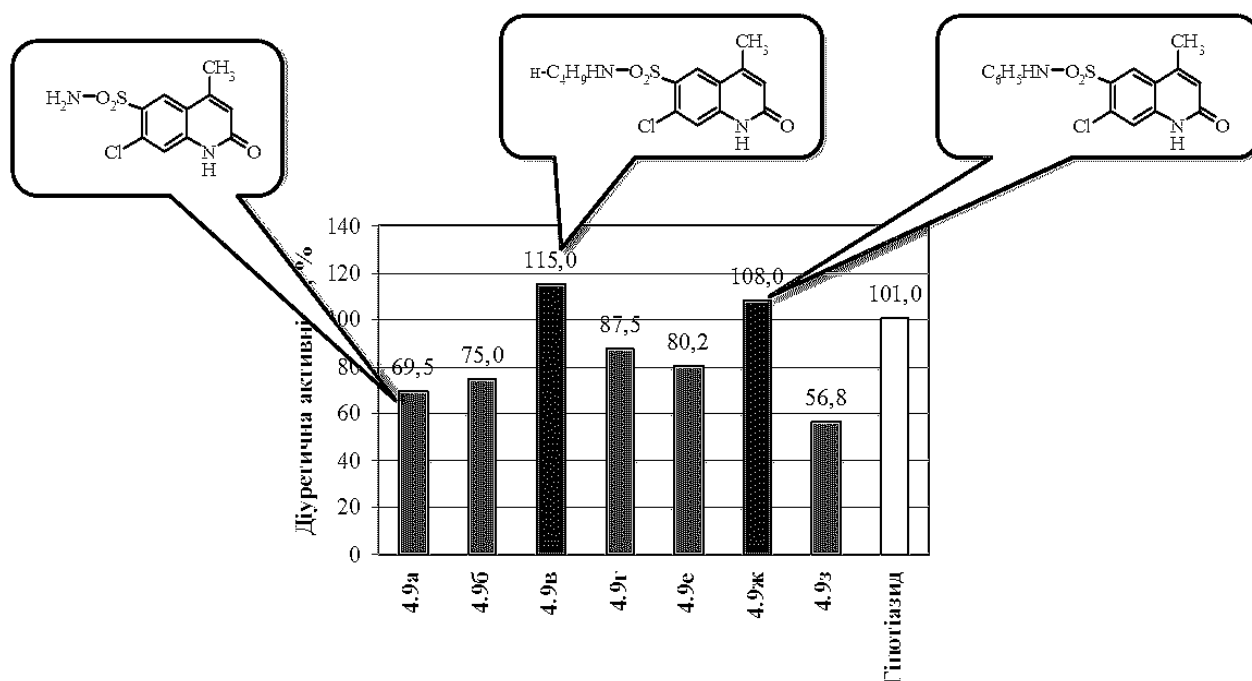 CH3
H2N—O2S
Cl
N
H
O
CH3
н-C4H9HN—O2S
Cl
N
H
O
CH3
C6H5HN—O2S
Cl
N
H
O
Діуретична
%
140
120
100
80
60
40
20
0
69,5
75,0
115,0
87,5
80,2
108,0
56,8
101,0
4.9а
4.9б
4.9в
4.9г
4.9е
4.9ж
4.9з
Гіпотіазид